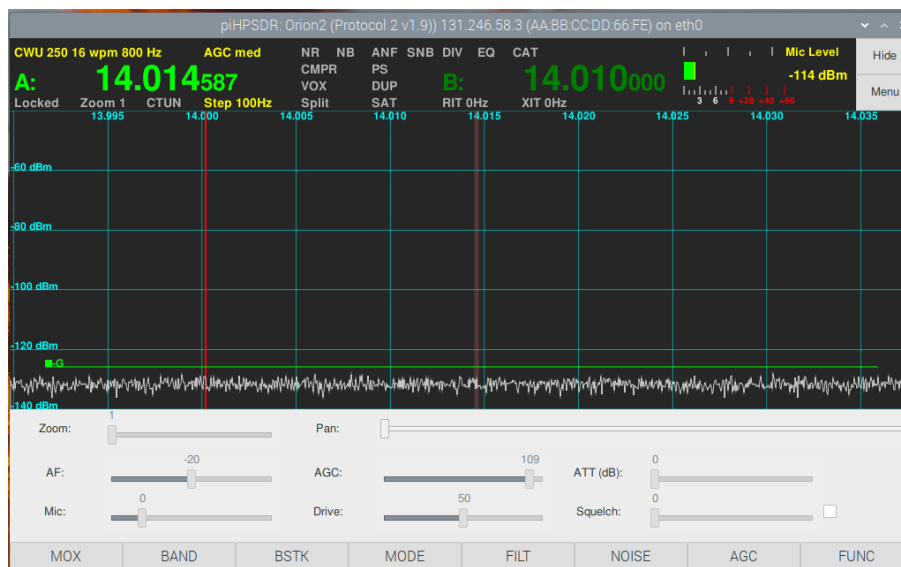 piHPSDR: Orion2 (Protocol 2 v1.9)) 131.246.58.3 (AA:BB:CC:DD:66:FE) on eth0
CWU 250 16 wpm 800 Hz AGC med NR NB ANF SNB DIV EQ CAT Mic Level Hide
CMPR PS
A: 14.014587 VOX DUP B: 14.010000 -114 dBm
Locked Zoom 1 CTUN Step 100Hz Split SAT RIT 0Hz XIT 0Hz 3 6 9 +20 +40 +60 Menu
13.995 14.000 14.005 14.010 14.015 14.020 14.025 14.030 14.035
-60 dBm
-80 dBm
-100 dBm
-120 dBm
-G
-140 dBm
1
Zoom: Pan:
-20 109 0
AF: AGC: ATT (dB):
0 50 0
Mic: Drive: Squelch:
MOX BAND BSTK MODE FILT NOISE AGC FUNC